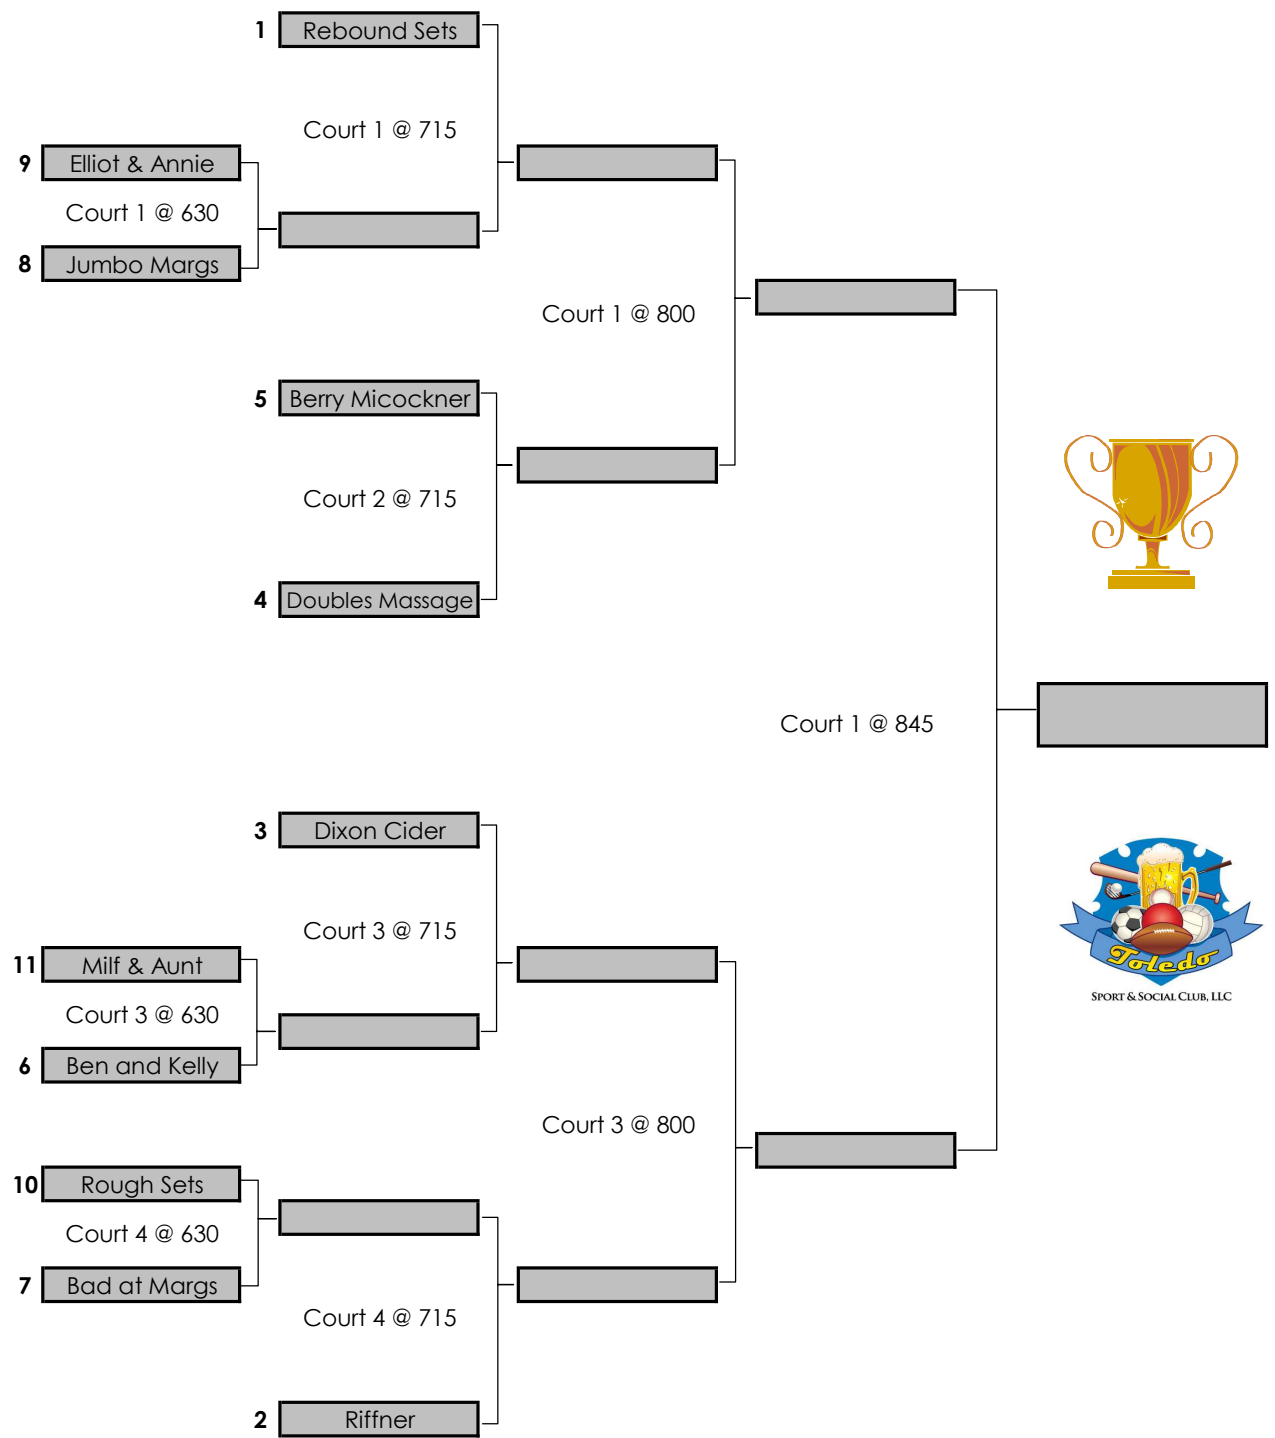 1 Rebound Sets
Court 1 @ 715
9 Elliot & Annie
Court 1 @ 630
8 Jumbo Margs
Court 1 @ 800
5 Berry Micockner
Court 2 @ 715
4 Doubles Massage
Court 1 @ 845
3 Dixon Cider
Court 3 @ 715
11 Milf & Aunt
Court 3 @ 630
6 Ben and Kelly
Toledo
SPORT & SOCIAL CLUB, LLC
Court 3 @ 800
10 Rough Sets
Court 4 @ 630
7 Bad at Margs
Court 4 @ 715
2 Riffner